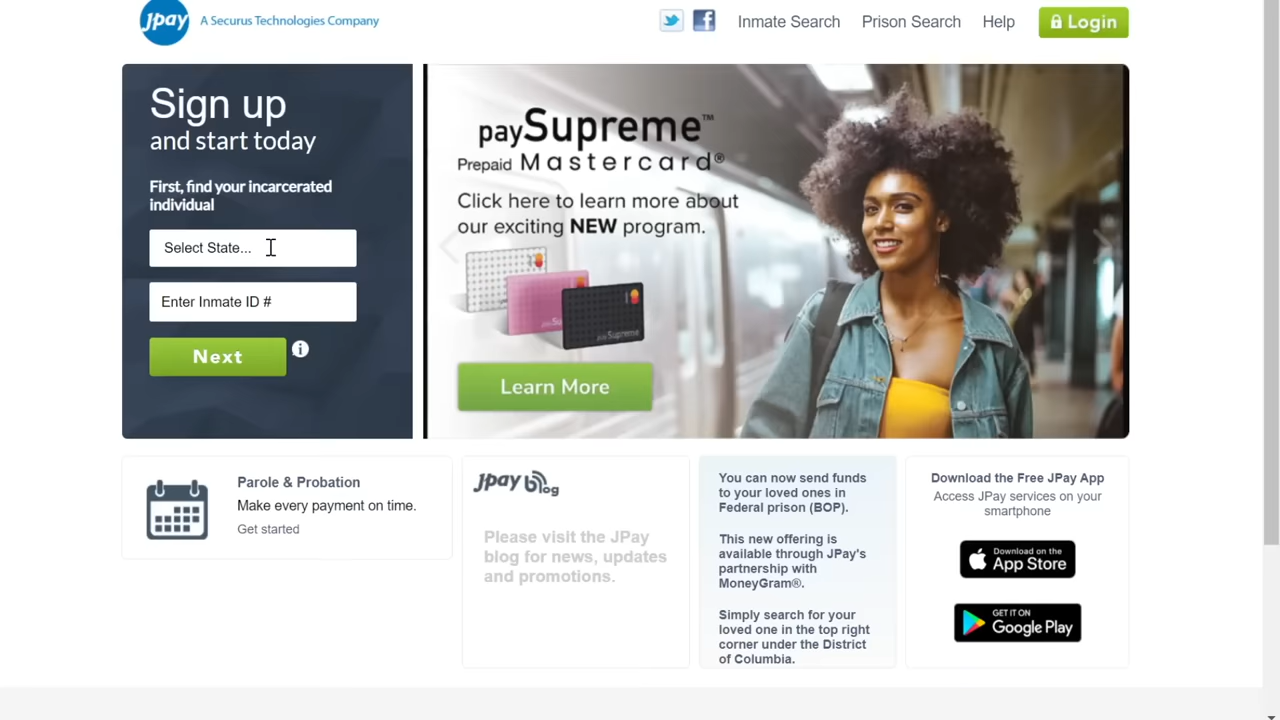 Jpay
A Securus Technologies Company
Inmate Search
Prison Search
Help
Login
Sign up
and start today
First, find your incarcerated
individual
Select State...
Enter Inmate ID #
Next
paySupreme™
Prepaid Mastercard®
Click here to learn more about
our exciting NEW program.
paySupreme
Learn More
Parole & Probation
Make every payment on time.
Get started
Jpay blog
Please visit the JPay
blog for news, updates
and promotions.
You can now send funds
to your loved ones in
Federal prison (BOP).
This new offering is
available through JPay's
partnership with
MoneyGram®.
Simply search for your
loved one in the top right
corner under the District
of Columbia.
Download the Free JPay App
Access JPay services on your
smartphone
Download on the
App Store
GET IT ON
Google Play